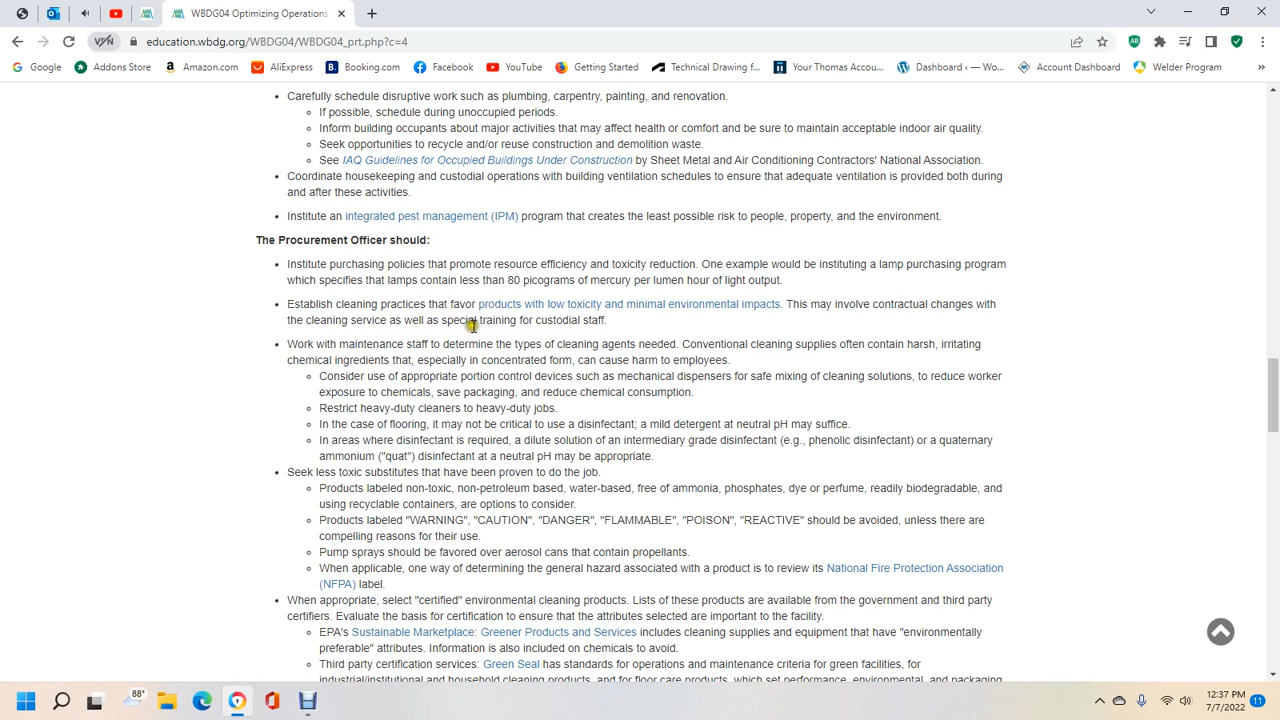 WBDG04 Optimizing Operations
education.wbdg.org/WBDG04/WBDG04_prt.php?c=4
Google Addons Store Amazon.com AliExpress Booking.com Facebook YouTube Getting Started Technical Drawing f... Your Thomas Accoun... Dashboard ‹ — Wo... Account Dashboard Welder Program »
• Carefully schedule disruptive work such as plumbing, carpentry, painting, and renovation.
◦ If possible, schedule during unoccupied periods.
◦ Inform building occupants about major activities that may affect health or comfort and be sure to maintain acceptable indoor air quality.
◦ Seek opportunities to recycle and/or reuse construction and demolition waste.
◦ See IAQ Guidelines for Occupied Buildings Under Construction by Sheet Metal and Air Conditioning Contractors' National Association.
• Coordinate housekeeping and custodial operations with building ventilation schedules to ensure that adequate ventilation is provided both during
and after these activities.
• Institute an integrated pest management (IPM) program that creates the least possible risk to people, property, and the environment.
The Procurement Officer should:
• Institute purchasing policies that promote resource efficiency and toxicity reduction. One example would be instituting a lamp purchasing program
which specifies that lamps contain less than 80 picograms of mercury per lumen hour of light output.
• Establish cleaning practices that favor products with low toxicity and minimal environmental impacts. This may involve contractual changes with
the cleaning service as well as special training for custodial staff.
• Work with maintenance staff to determine the types of cleaning agents needed. Conventional cleaning supplies often contain harsh, irritating
chemical ingredients that, especially in concentrated form, can cause harm to employees.
◦ Consider use of appropriate portion control devices such as mechanical dispensers for safe mixing of cleaning solutions, to reduce worker
exposure to chemicals, save packaging, and reduce chemical consumption.
◦ Restrict heavy-duty cleaners to heavy-duty jobs.
◦ In the case of flooring, it may not be critical to use a disinfectant; a mild detergent at neutral pH may suffice.
◦ In areas where disinfectant is required, a dilute solution of an intermediary grade disinfectant (e.g., phenolic disinfectant) or a quaternary
ammonium ("quat") disinfectant at a neutral pH may be appropriate.
• Seek less toxic substitutes that have been proven to do the job.
◦ Products labeled non-toxic, non-petroleum based, water-based, free of ammonia, phosphates, dye or perfume, readily biodegradable, and
using recyclable containers, are options to consider.
◦ Products labeled "WARNING", "CAUTION", "DANGER", "FLAMMABLE", "POISON", "REACTIVE" should be avoided, unless there are
compelling reasons for their use.
◦ Pump sprays should be favored over aerosol cans that contain propellants.
◦ When applicable, one way of determining the general hazard associated with a product is to review its National Fire Protection Association
(NFPA) label.
• When appropriate, select "certified" environmental cleaning products. Lists of these products are available from the government and third party
certifiers. Evaluate the basis for certification to ensure that the attributes selected are important to the facility.
◦ EPA's Sustainable Marketplace: Greener Products and Services includes cleaning supplies and equipment that have "environmentally
preferable" attributes. Information is also included on chemicals to avoid.
◦ Third party certification services: Green Seal has standards for operations and maintenance criteria for green facilities, for
industrial/institutional and household cleaning products, and for floor care products, which set performance, environmental, and packaging
88°
12:37 PM
7/7/2022
11